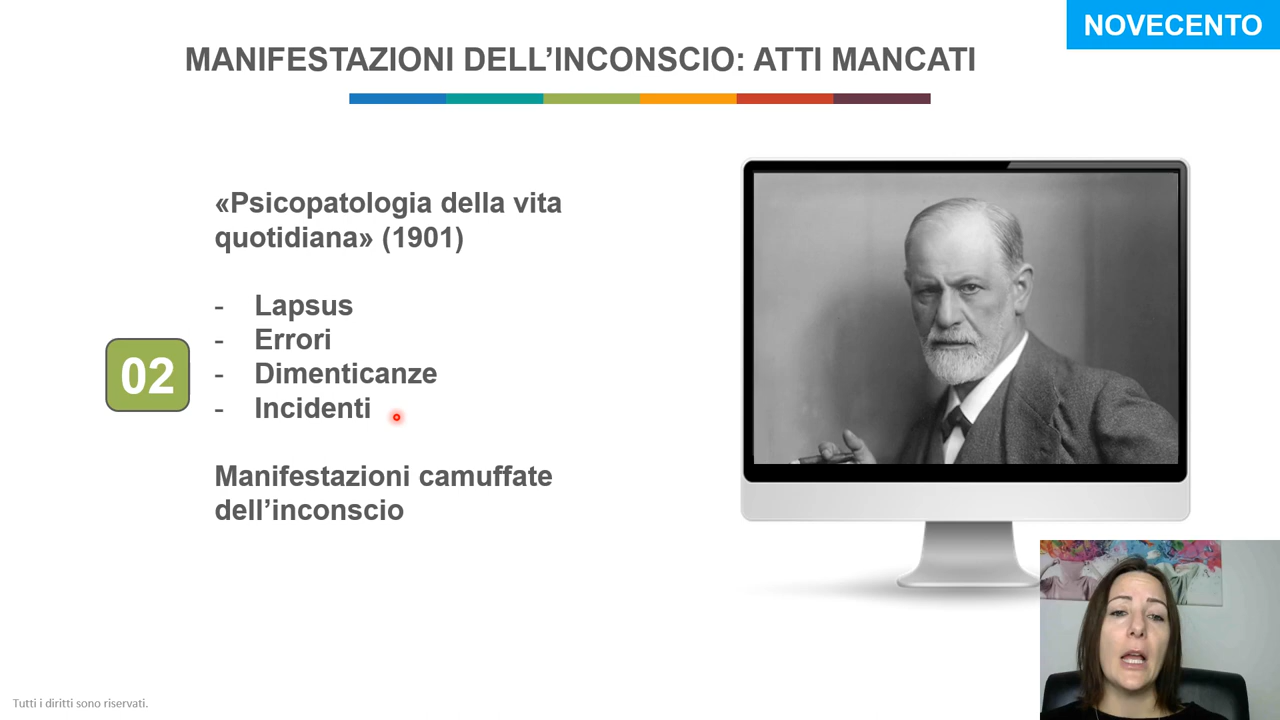 NOVECENTO
MANIFESTAZIONI DELL’INCONSCIO: ATTI MANCATI
«Psicopatologia della vita
quotidiana» (1901)
- Lapsus
- Errori
- Dimenticanze
- Incidenti
02
Manifestazioni camuffate
dell’inconscio
Tutti i diritti sono riservati.